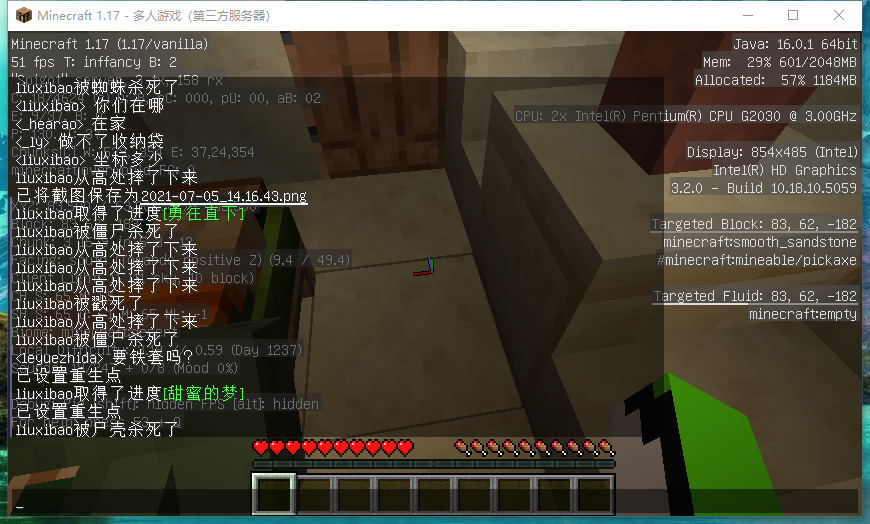 Minecraft 1.17 - 多人游戏（第三方服务器）
Minecraft 1.17 (1.17/vanilla)
51 fps T: inffancy B: 2
liuxibao被蜘蛛杀死了
<liuxibao> 你们在哪
<_hearao> 在家
<_ly> 做不了收纳袋
<liuxibao> 坐标多少
liuxibao从高处摔了下来
已将截图保存为2021-07-05_14.16.43.png
liuxibao取得了进度[勇往直下]
liuxibao被僵尸杀死了
liuxibao从高处摔了下来
liuxibao从高处摔了下来
liuxibao从高处摔了下来
liuxibao被戳死了
liuxibao从高处摔了下来
liuxibao被僵尸杀死了
<leyuezhida> 要铁套吗?
已设置重生点
liuxibao取得了进度[甜蜜的梦]
已设置重生点
liuxibao被尸壳杀死了
_
Java: 16.0.1 64bit
Mem: 29% 601/2048MB
Allocated: 57% 1184MB
CPU: 2x Intel(R) Pentium(R) CPU G2030 @ 3.00GHz
Display: 854x485 (Intel)
Intel(R) HD Graphics
3.2.0 - Build 10.18.10.5059
Targeted Block: 83, 62, -182
minecraft:smooth_sandstone
#minecraft:mineable/pickaxe
Targeted Fluid: 83, 62, -182
minecraft:empty